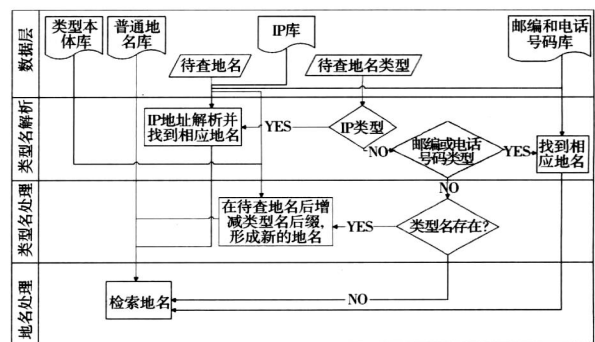 数据层
类型本
体库
普通地
名库
IP库
邮编和电话
号码库
待查地名
待查地名类型
类型名解析
IP地址解析并
找到相应地名
YES
IP类型
NO
邮编或电话
号码类型
YES
找到相
应地名
NO
类型名处理
在待查地名后增
减类型名后缀,
形成新的地名
YES
类型名存在?
地名处理
检索地名
NO